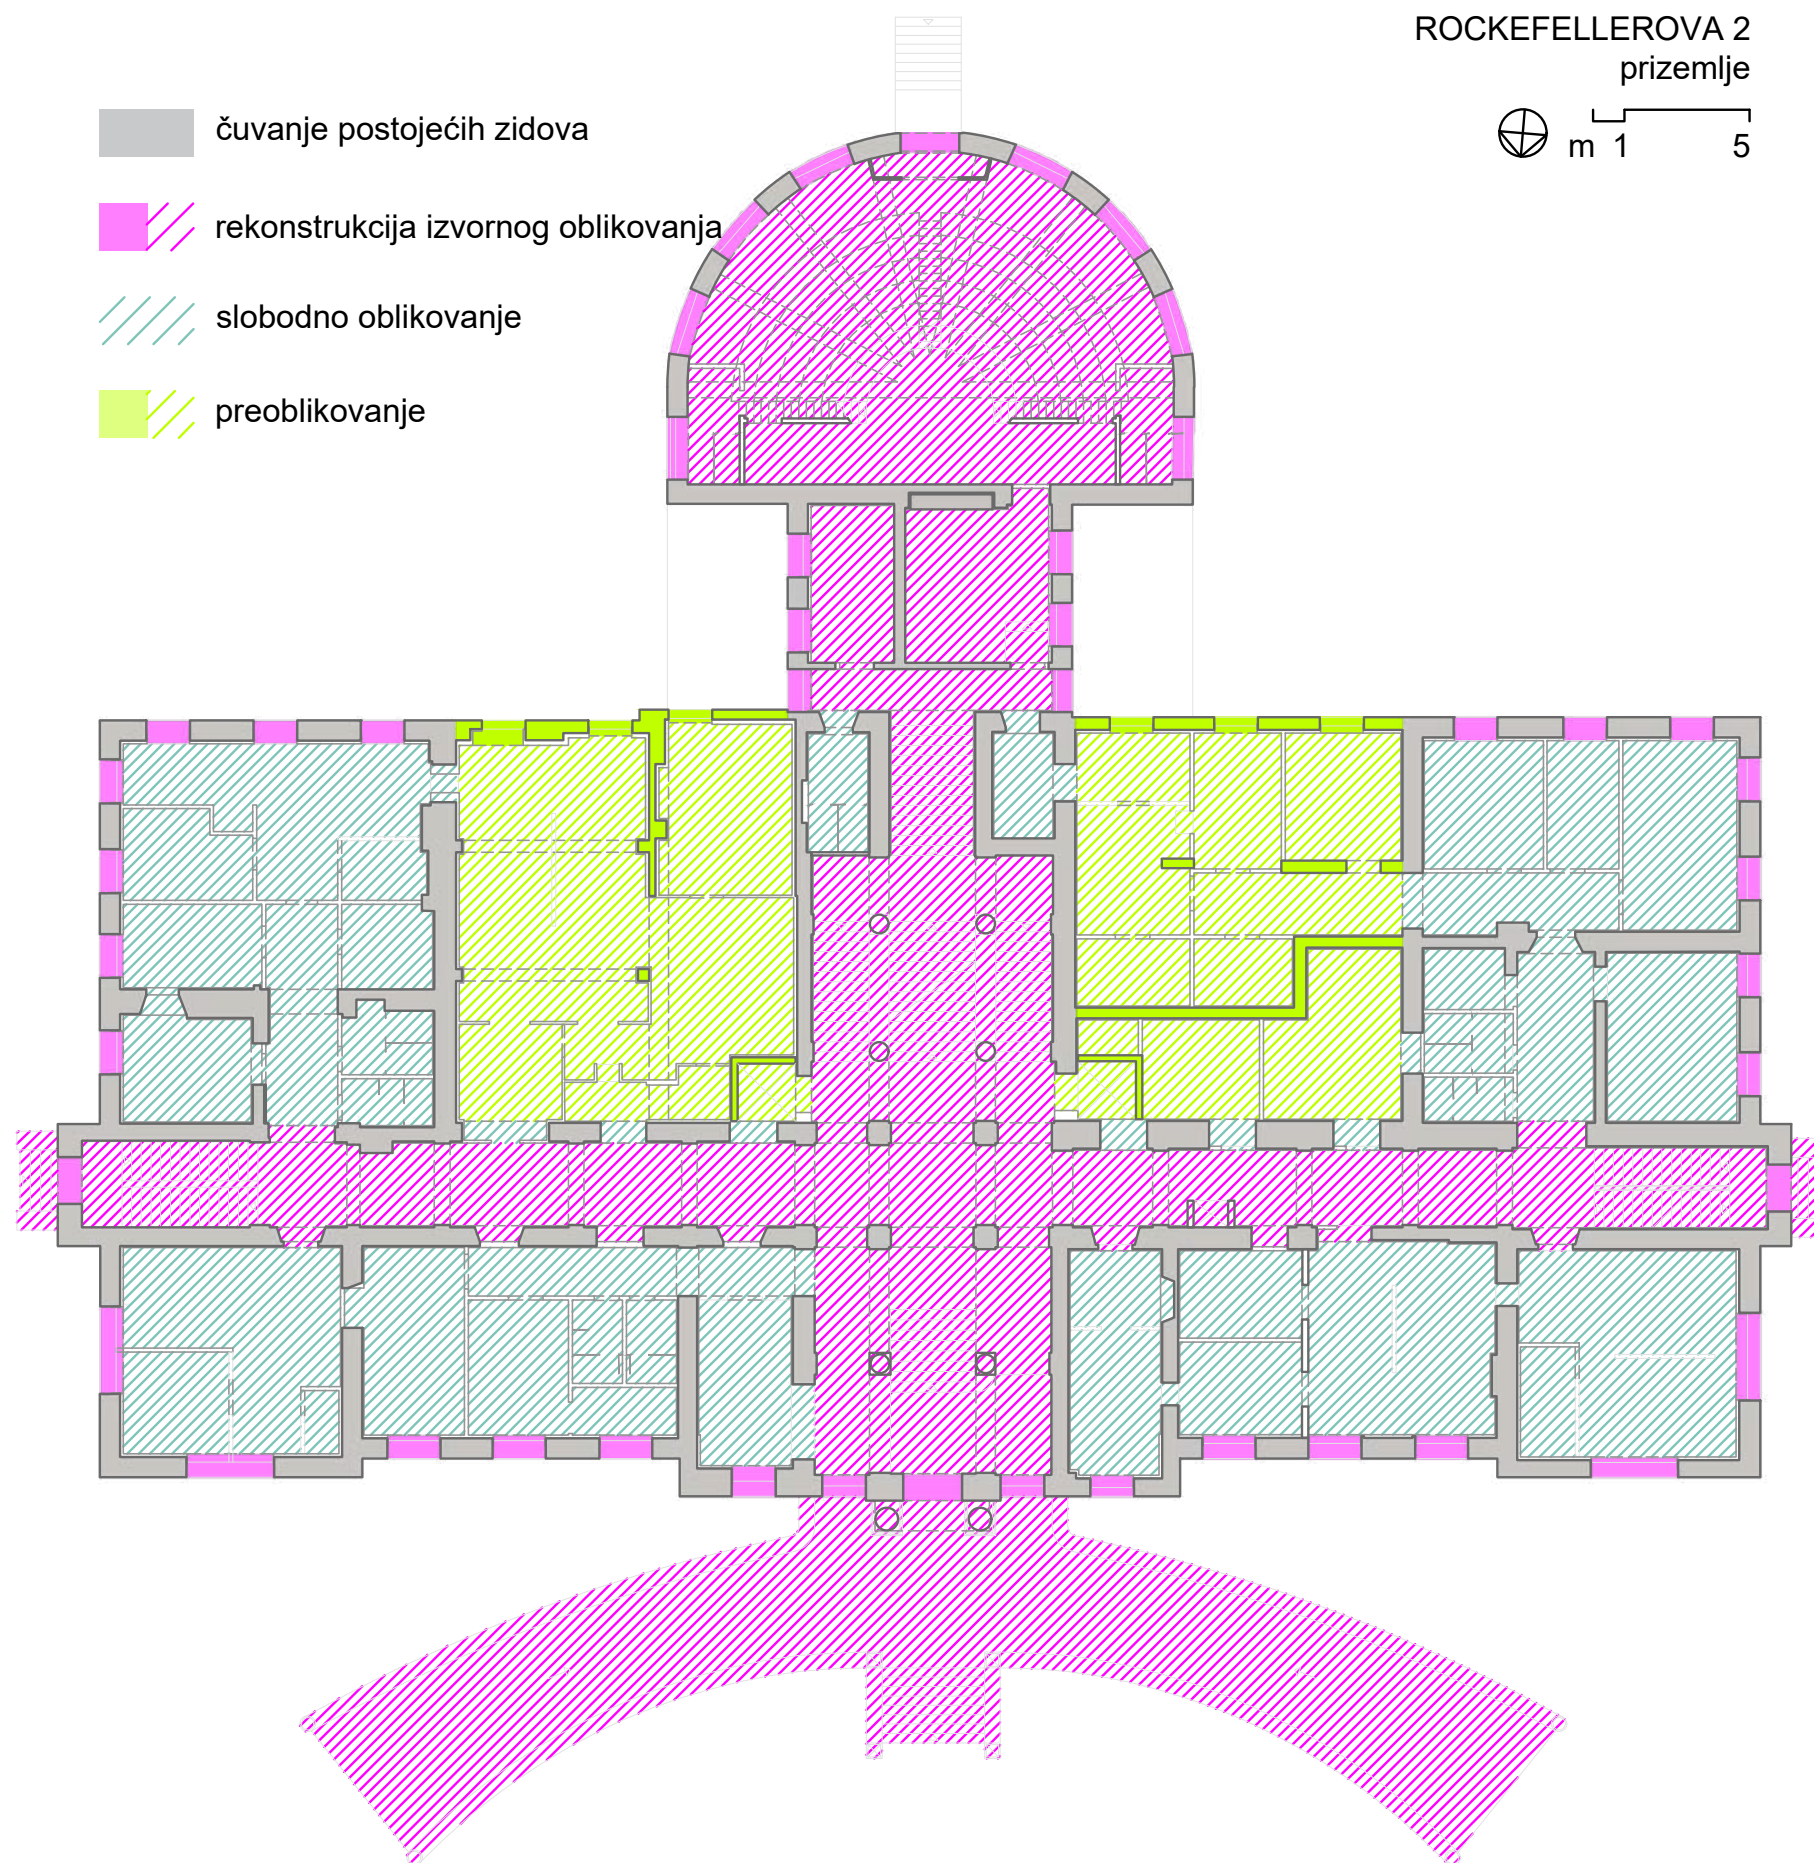 ROCKEFELLEROVA 2
prizemlje
m 1 5
čuvanje postojećih zidova
rekonstrukcija izvornog oblikovanja
slobodno oblikovanje
preoblikovanje